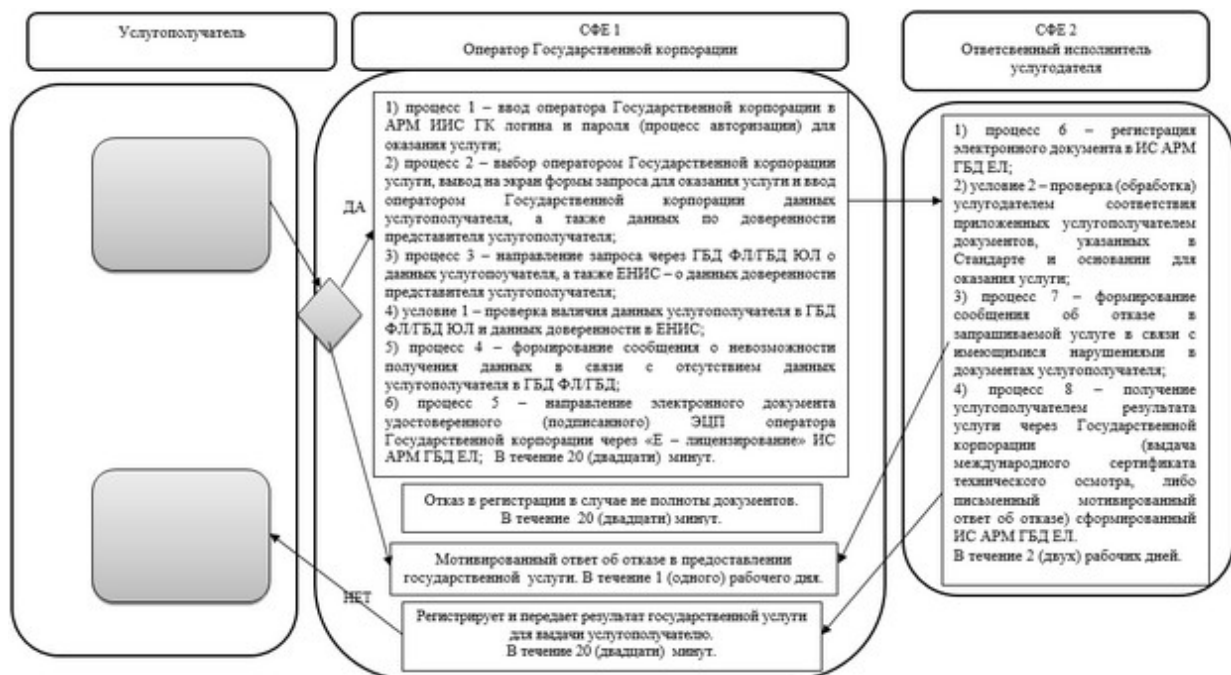 Услугополучатель
СФЕ 1
Оператор Государственной корпорации
СФЕ 2
Ответсвенный исполнитель
услугодателя
ДА
1) процесс 1 – ввод оператора Государственной корпорации в
АРМ ИИС ГК логина и пароля (процесс авторизации) для
оказания услуги;
2) процесс 2 – выбор оператором Государственной корпорации
услуги, вывод на экран формы запроса для оказания услуги и ввод
оператором Государственной корпорации данных
услугополучателя, а также данных по доверенности
представителя услугополучателя;
3) процесс 3 – направление запроса через ГБД ФЛ/ГБД ЮЛ о
данных услугопоучателя, а также ЕНИС – о данных доверенности
представителя услугополучателя;
4) условие 1 – проверка наличия данных услугополучателя в ГБД
ФЛ/ГБД ЮЛ и данных доверенности в ЕНИС;
5) процесс 4 – формирование сообщения о невозможности
получения данных в связи с отсутствием данных
услугополучателя в ГБД ФЛ/ГБД;
6) процесс 5 – направление электронного документа
удостоверенного (подписанного) ЭЦП оператора
Государственной корпорации через «Е – лицензирование» ИС
АРМ ГБД ЕЛ; В течение 20 (двадцати) минут.
Отказ в регистрации в случае не полноты документов.
В течение 20 (двадцати) минут.
Мотивированный ответ об отказе в предоставлении
государственной услуги. В течение 1 (одного) рабочего дня.
НЕТ
Регистрирует и передает результат государственной услуги
для выдачи услугополучателю.
В течение 20 (двадцати) минут.
1) процесс 6 – регистрация
электронного документа в ИС АРМ
ГБД ЕЛ;
2) условие 2 – проверка (обработка)
услугодателем соответствия
приложенных услугополучателем
документов, указанных в
Стандарте и основании для
оказания услуги;
3) процесс 7 – формирование
сообщения об отказе в
запрашиваемой услуге в связи с
имеющимися нарушениями в
документах услугополучателя;
4) процесс 8 – получение
услугополучателем результата
услуги через Государственной
корпорации (выдача
международного сертификата
технического осмотра, либо
письменный мотивированный
ответ об отказе) сформированный
ИС АРМ ГБД ЕЛ.
В течение 2 (двух) рабочих дней.